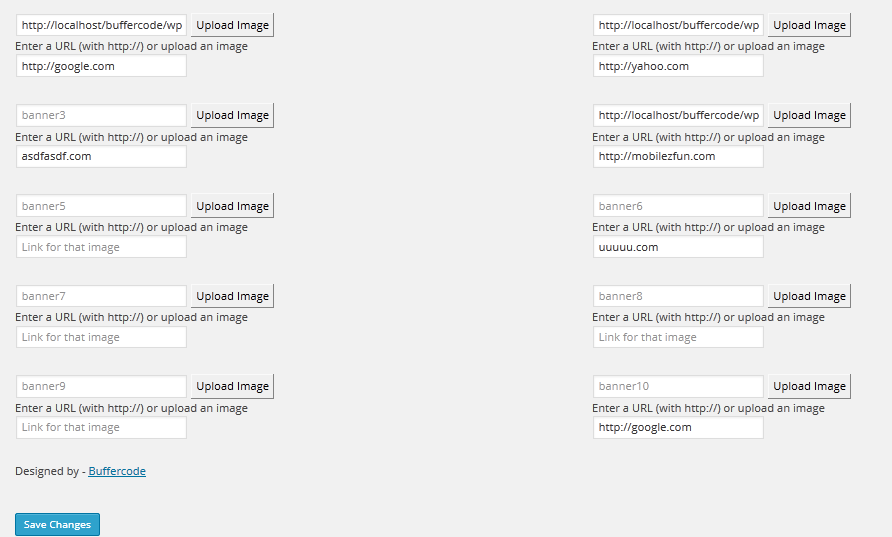 http://localhost/buffercode/wp Upload Image http://localhost/buffercode/wp Upload Image
Enter a URL (with http://) or upload an image Enter a URL (with http://) or upload an image
http://google.com http://yahoo.com
banner3 Upload Image http://localhost/buffercode/wp Upload Image
Enter a URL (with http://) or upload an image Enter a URL (with http://) or upload an image
asdfasdf.com http://mobilezfun.com
banner5 Upload Image banner6 Upload Image
Enter a URL (with http://) or upload an image Enter a URL (with http://) or upload an image
Link for that image uuuuu.com
banner7 Upload Image banner8 Upload Image
Enter a URL (with http://) or upload an image Enter a URL (with http://) or upload an image
Link for that image Link for that image
banner9 Upload Image banner10 Upload Image
Enter a URL (with http://) or upload an image Enter a URL (with http://) or upload an image
Link for that image http://google.com
Designed by - Buffercode
Save Changes